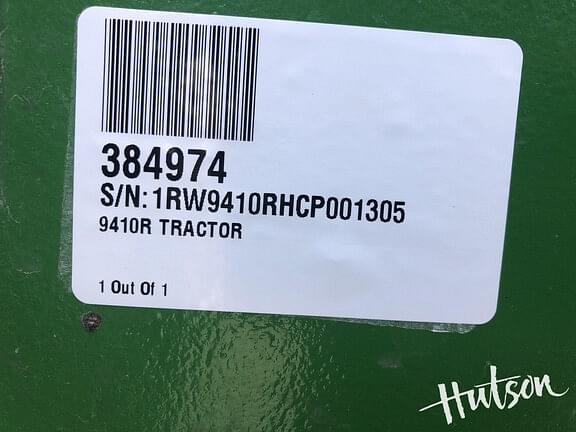 384974
S/N: 1RW9410RHCP001305
9410R TRACTOR
1 Out Of 1
Hutson